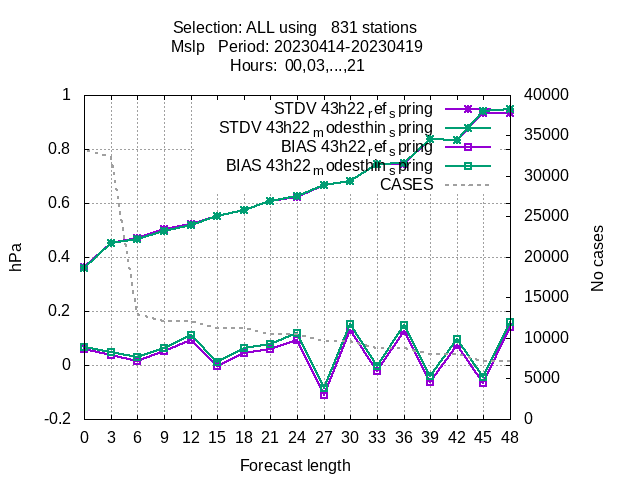 Selection: ALL using   831 stations
Mslp   Period: 20230414-20230419
Hours:  00,03,...,21
STDV 43h22_ref_spring
STDV 43h22_modesthin_spring
BIAS 43h22_ref_spring
BIAS 43h22_modesthin_spring
CASES
1
0.8
0.6
0.4
0.2
0
-0.2
hPa
40000
35000
30000
25000
20000
15000
10000
5000
0
No cases
0 3 6 9 12 15 18 21 24 27 30 33 36 39 42 45 48
Forecast length